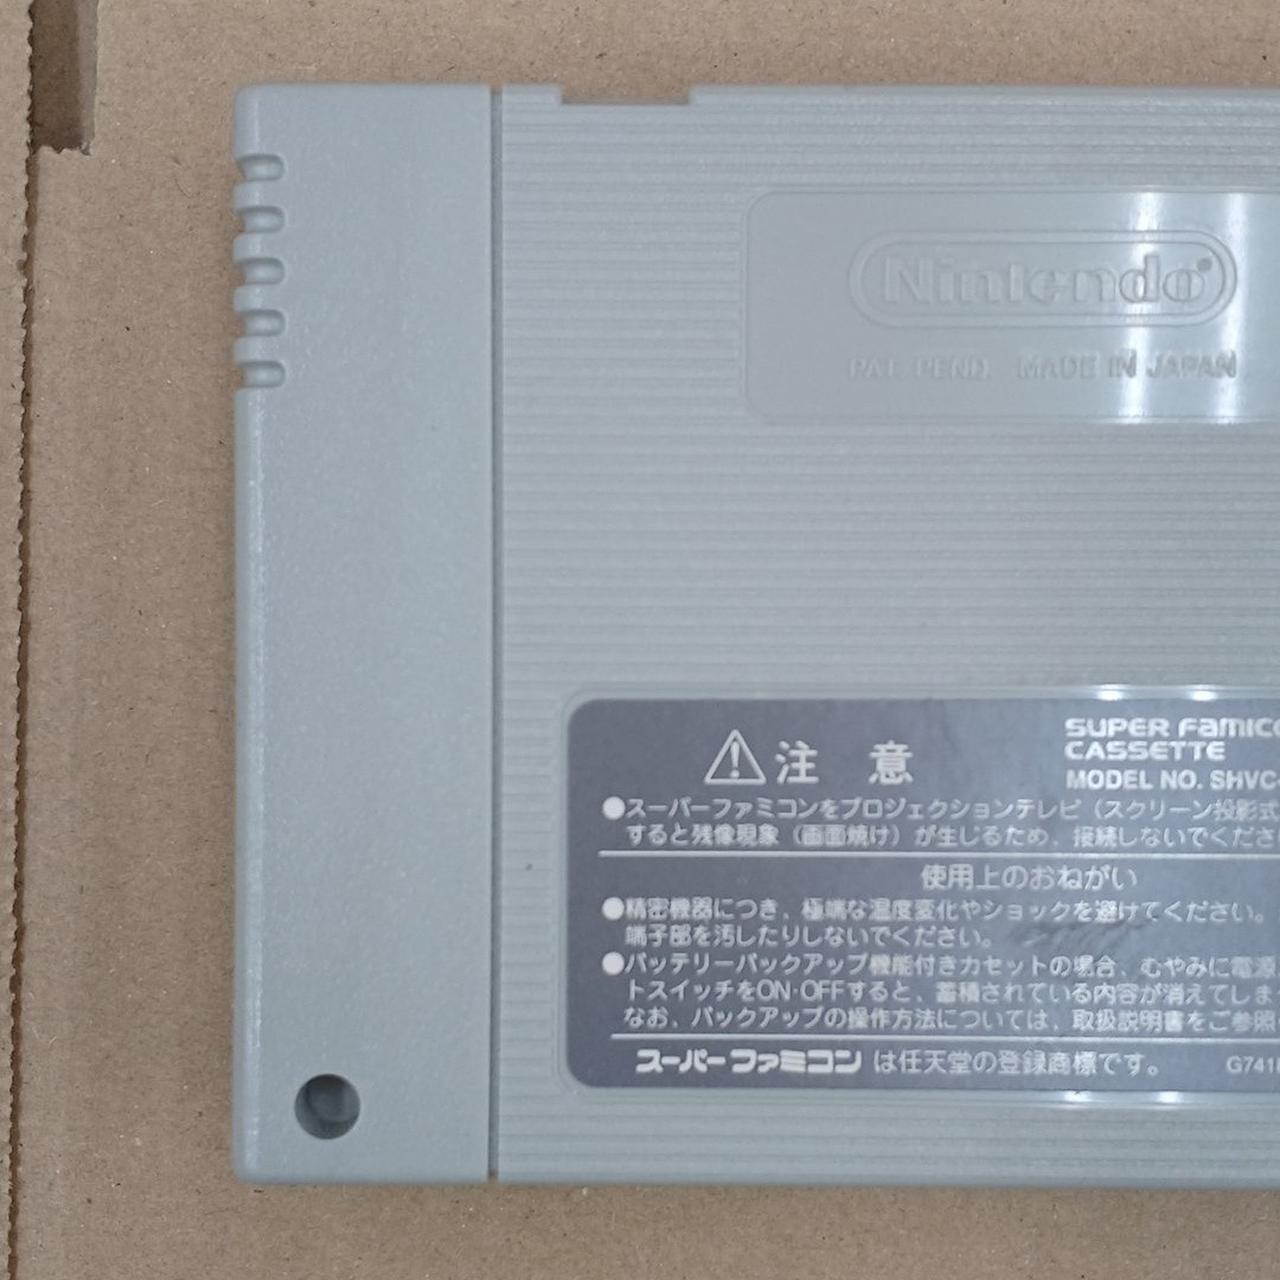 Nintendo
PAT. PEND. MADE IN JAPAN
注 意
SUPER FAMICO
CASSETTE
MODEL NO. SHVC-
●スーパーファミコンをプロジェクションテレビ（スクリーン投影式
すると残像現象（画面焼け）が生じるため、接続しないでくださ
使用上のおねがい
●精密機器につき、極端な温度変化やショックを避けてください。
端子部を汚したりしないでください。
●バッテリーバックアップ機能付きカセットの場合、むやみに電源
トスイッチをON・OFFすると、蓄積されている内容が消えてしま
なお、バックアップの操作方法については、取扱説明書をご参照
スーパーファミコン は任天堂の登録商標です。
G741